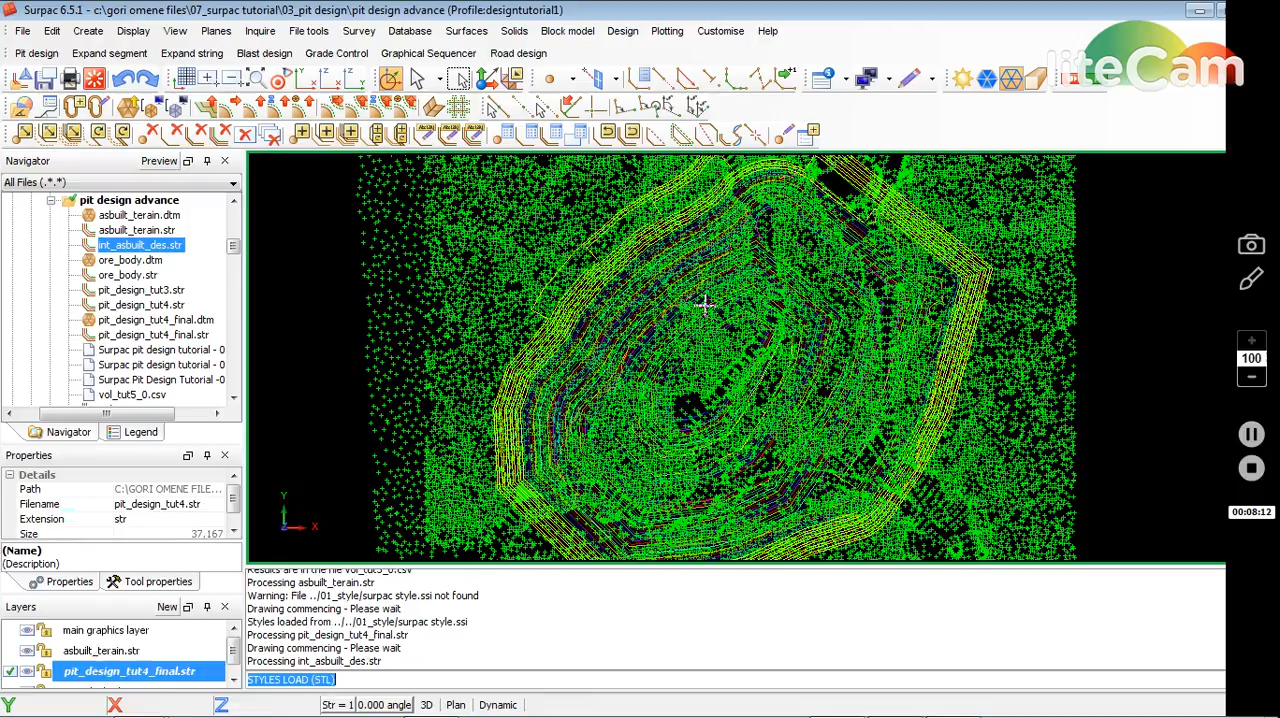 Surpac 6.5.1 - c:\gori omene files\07_surpac tutorial\03_pit design\pit design advance (Profile:designtutorial1)
File Edit Create Display View Planes Inquire File tools Survey Database Surfaces Solids Block model Design Plotting Customise Help
Pit design Expand segment Expand string Blast design Grade Control Graphical Sequencer Road design
liteCam
Navigator Preview
All Files (.*.*)
pit design advance
asbuilt_terain.dtm
asbuilt_terain.str
int_asbuilt_des.str
ore_body.dtm
ore_body.str
pit_design_tut3.str
pit_design_tut4.str
pit_design_tut4_final.dtm
pit_design_tut4_final.str
Surpac pit design tutorial - 0
Surpac pit design tutorial - 0
Surpac Pit Design Tutorial -0
vol_tut5_0.csv
Navigator Legend
Properties
Details
Path C:\GORI OMENE FILE...
Filename pit_design_tut4.str
Extension str
Size 37,167
(Name)
(Description)
Properties Tool properties
Layers New
main graphics layer
asbuilt_terain.str
pit_design_tut4_final.str
Y
Z X
Results are in the file vol_tut5_0.csv
Processing asbuilt_terain.str
Warning: File ../01_style/surpac style.ssi not found
Drawing commencing - Please wait
Styles loaded from ../../01_style/surpac style.ssi
Processing pit_design_tut4_final.str
Drawing commencing - Please wait
Processing int_asbuilt_des.str
STYLES LOAD (STL)
Y X Z Str = 1 0.000 angle 3D Plan Dynamic
100
00:08:12